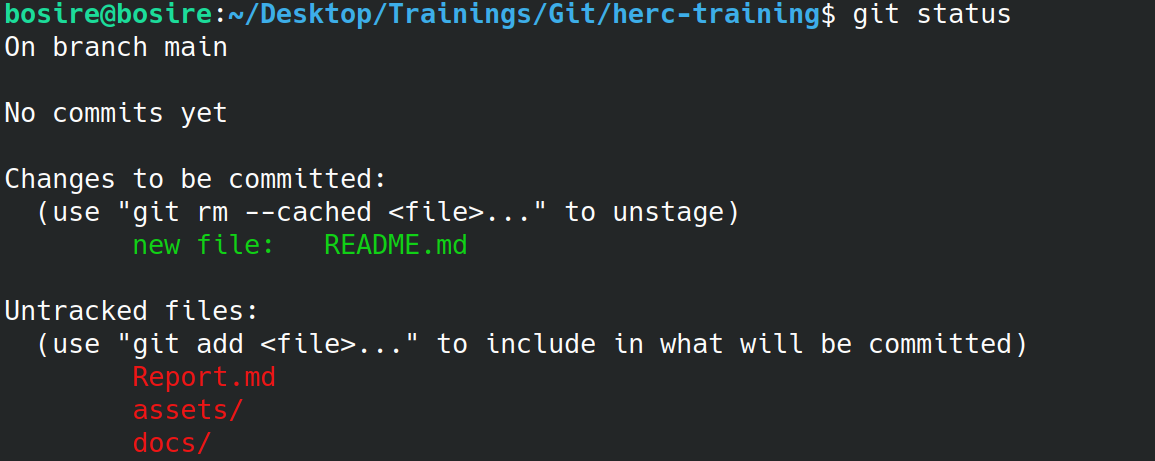 bosire@bosire:~/Desktop/Trainings/Git/herc-training$ git status
On branch main
No commits yet
Changes to be committed:
(use "git rm --cached <file>..." to unstage)
new file: README.md
Untracked files:
(use "git add <file>..." to include in what will be committed)
Report.md
assets/
docs/